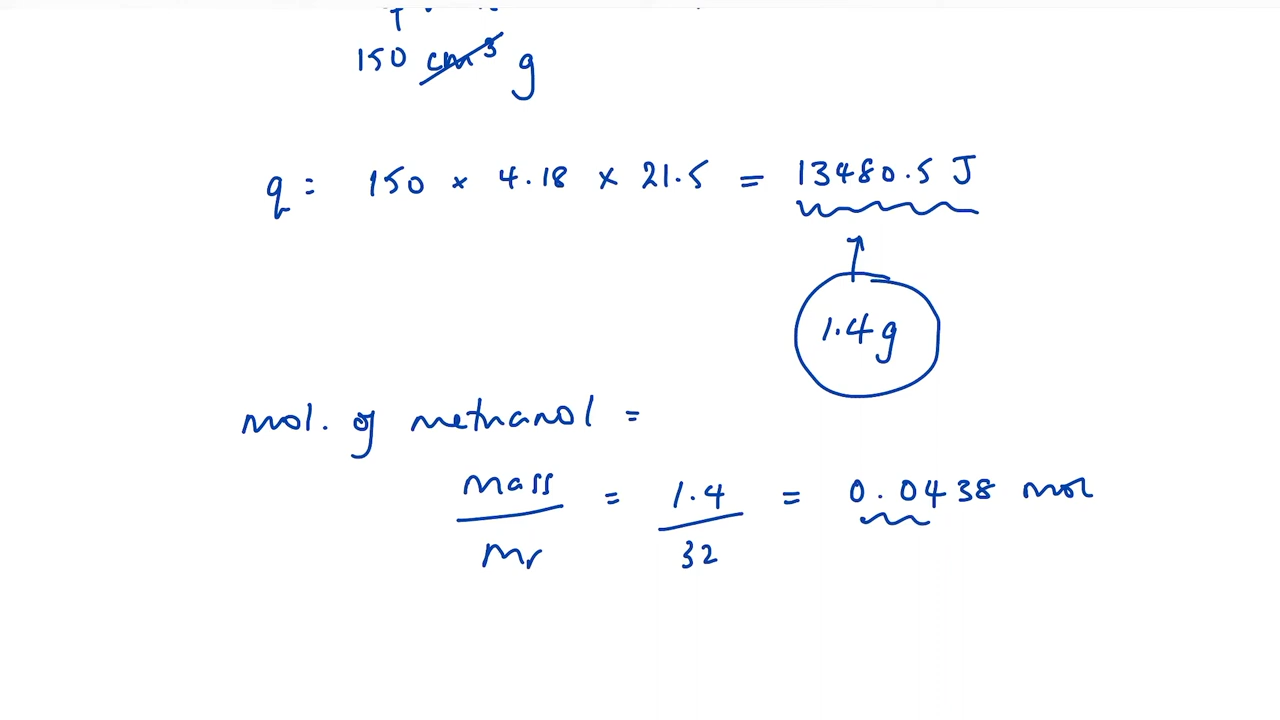 150 cm³ g
q = 150 × 4.18 × 21.5 = 13480.5 J
1.4g
mol. of methanol =
mass / Mr = 1.4 / 32 = 0.0438 mol